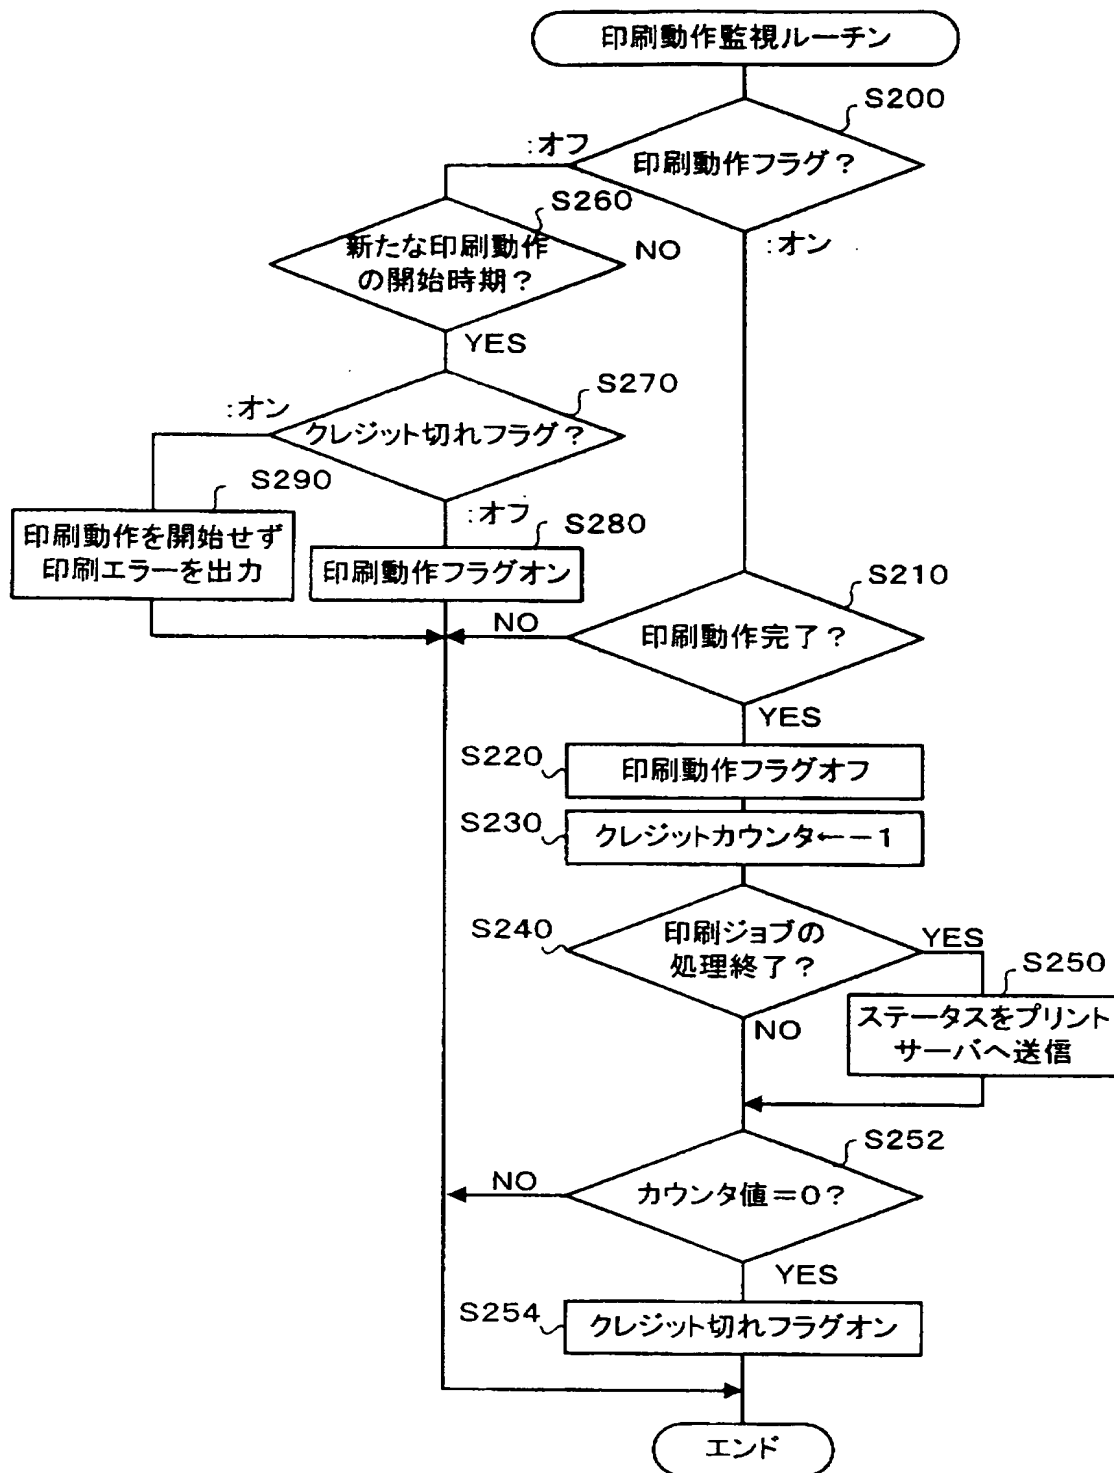 印刷動作監視ルーチン
S200
:オフ
印刷動作フラグ?
S260
新たな印刷動作
の開始時期?
NO
:オン
YES
S270
:オン
クレジット切れフラグ?
S290
:オフ
S280
印刷動作を開始せず
印刷エラーを出力
印刷動作フラグオン
S210
NO
印刷動作完了?
YES
S220
印刷動作フラグオフ
S230
クレジットカウンタ←−1
S240
印刷ジョブの
処理終了?
YES
S250
ステータスをプリント
サーバへ送信
NO
S252
NO
カウンタ値=0?
YES
S254
クレジット切れフラグオン
エンド